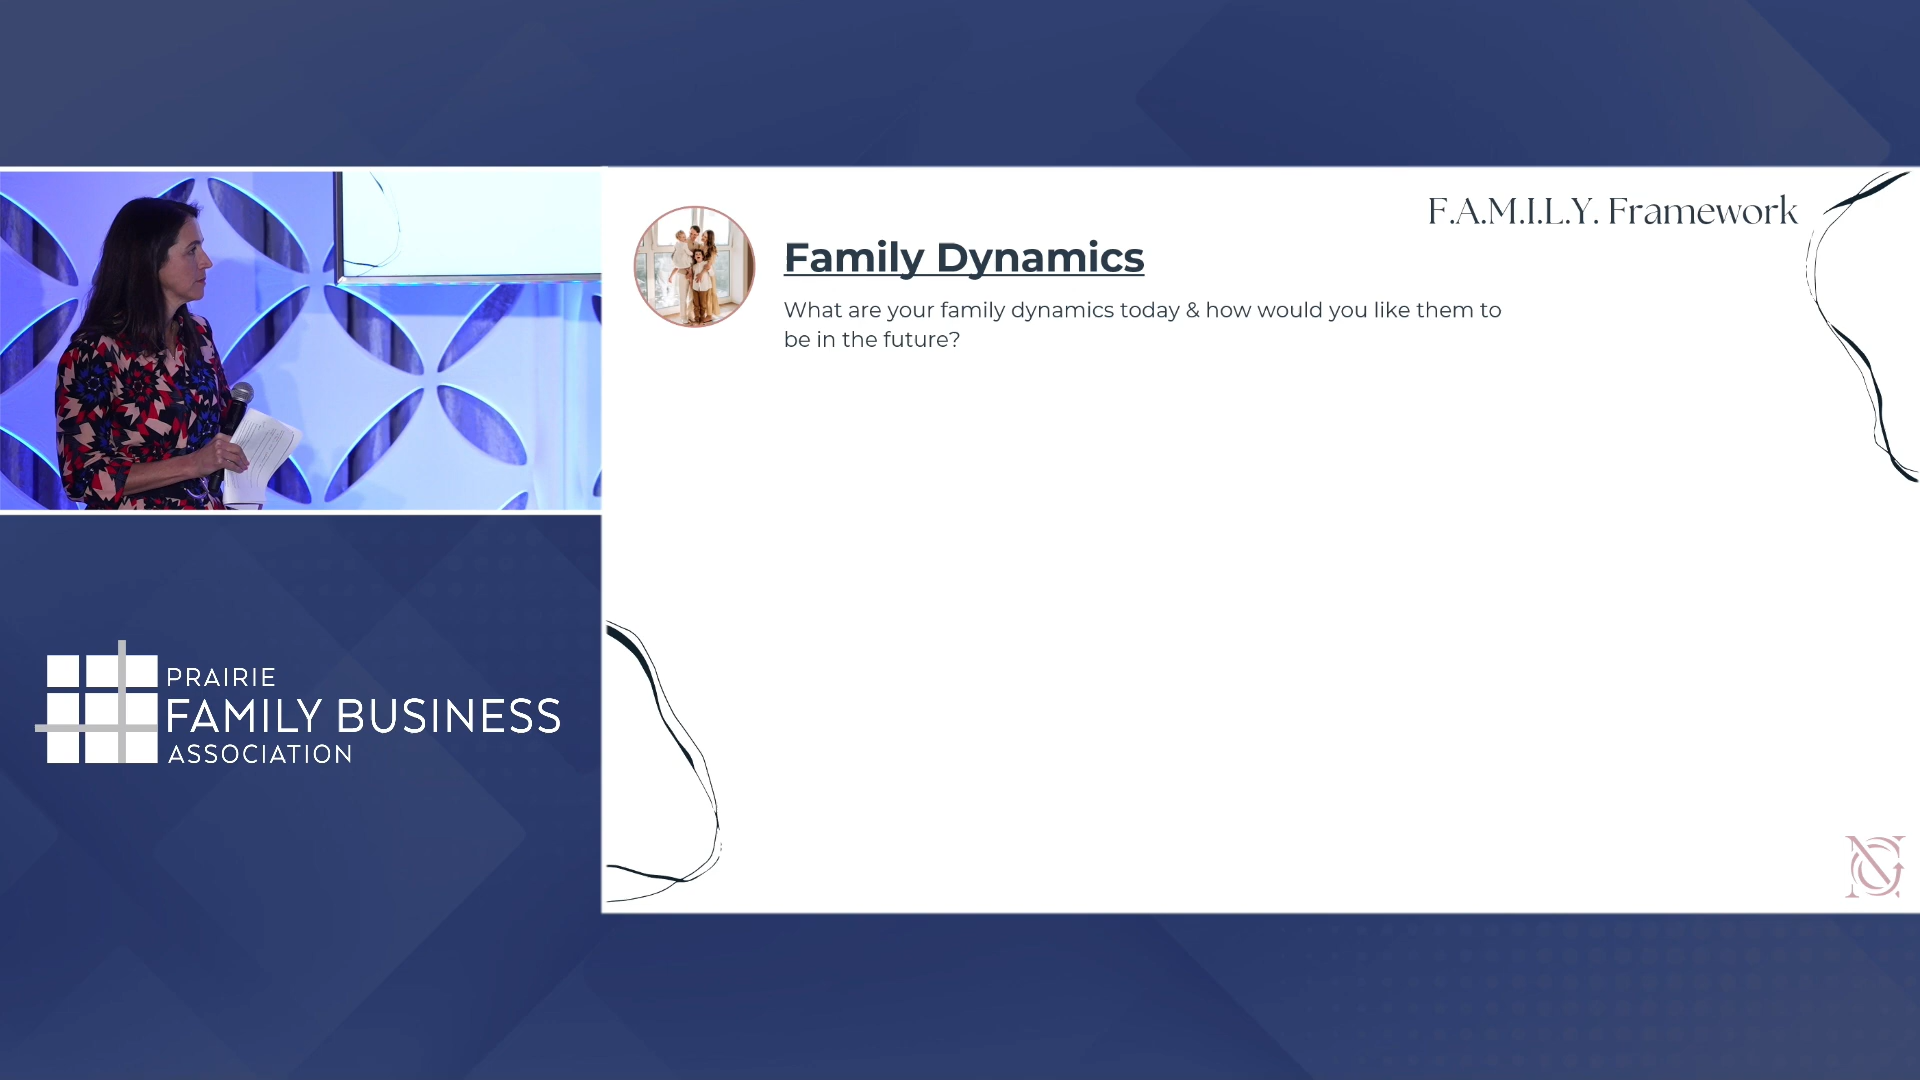 F.A.M.I.L.Y. Framework
Family Dynamics
What are your family dynamics today & how would you like them to
be in the future?
PRAIRIE
FAMILY BUSINESS
ASSOCIATION